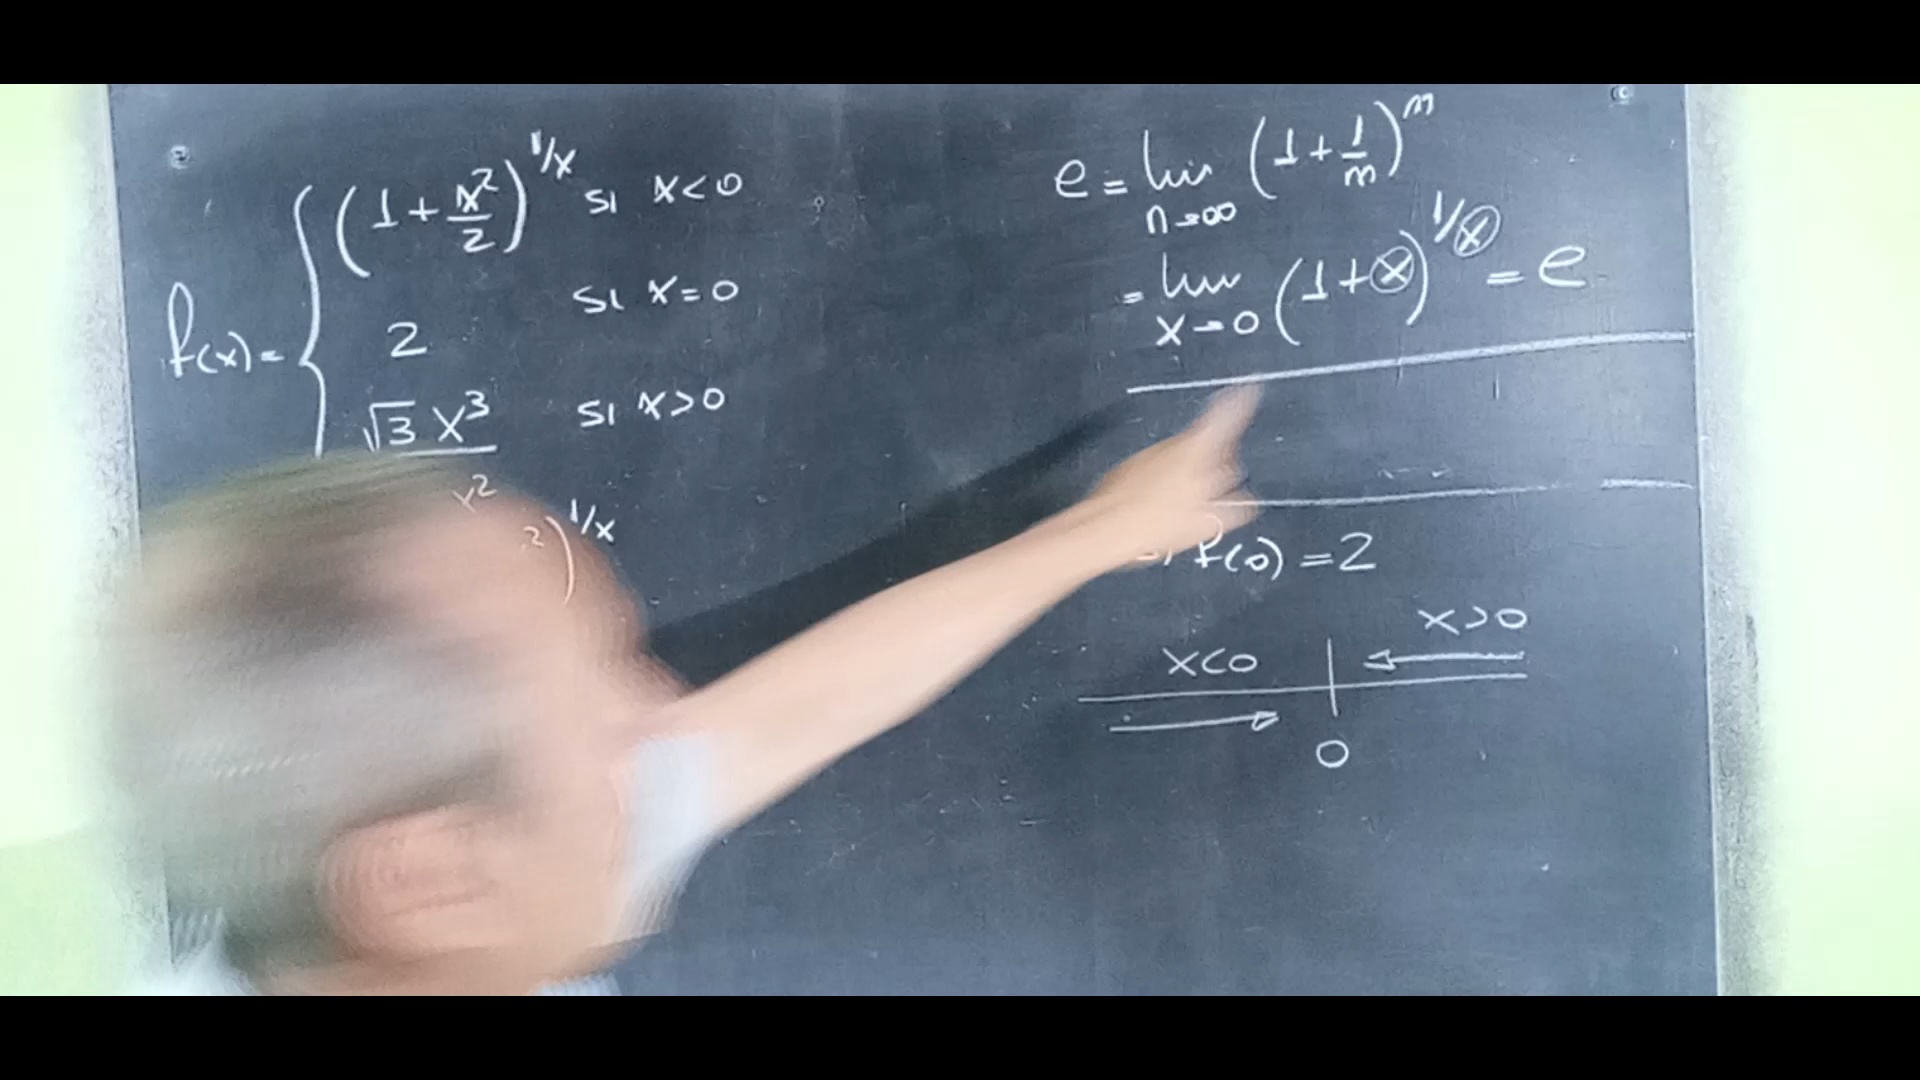 f(x) = { (1 + x²/2)^1/x si x<0
2 si x=0
√3 x³ si x>0
x²
²)^1/x
e = lim n→∞ (1 + 1/m)^m
= lim x→0 (1+x)^1/x = e
f(0) = 2
x<0 x>0
0